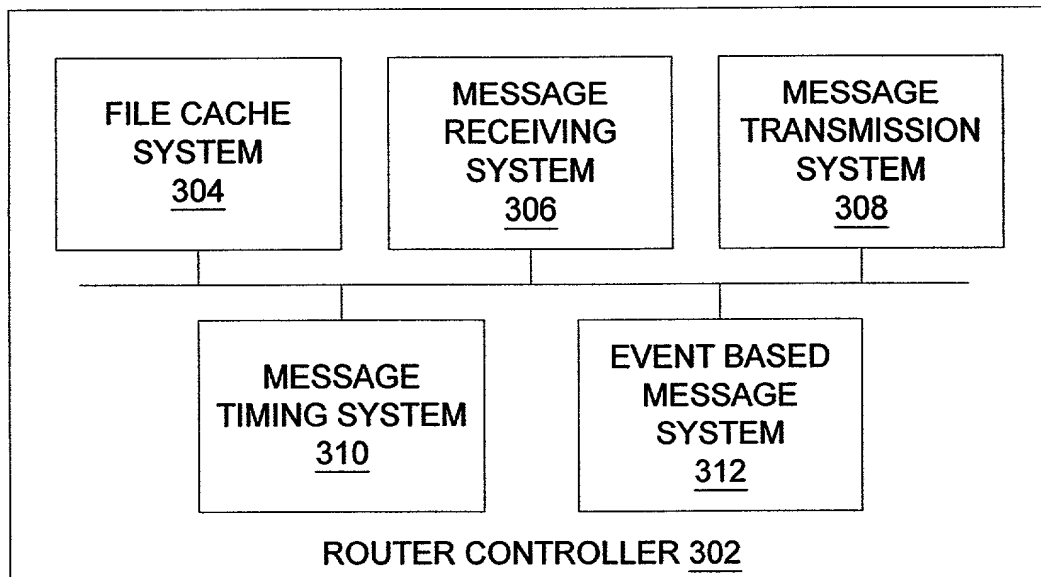 FILE CACHE
SYSTEM
304
MESSAGE
RECEIVING
SYSTEM
306
MESSAGE
TRANSMISSION
SYSTEM
308
MESSAGE
TIMING SYSTEM
310
EVENT BASED
MESSAGE
SYSTEM
312
ROUTER CONTROLLER 302